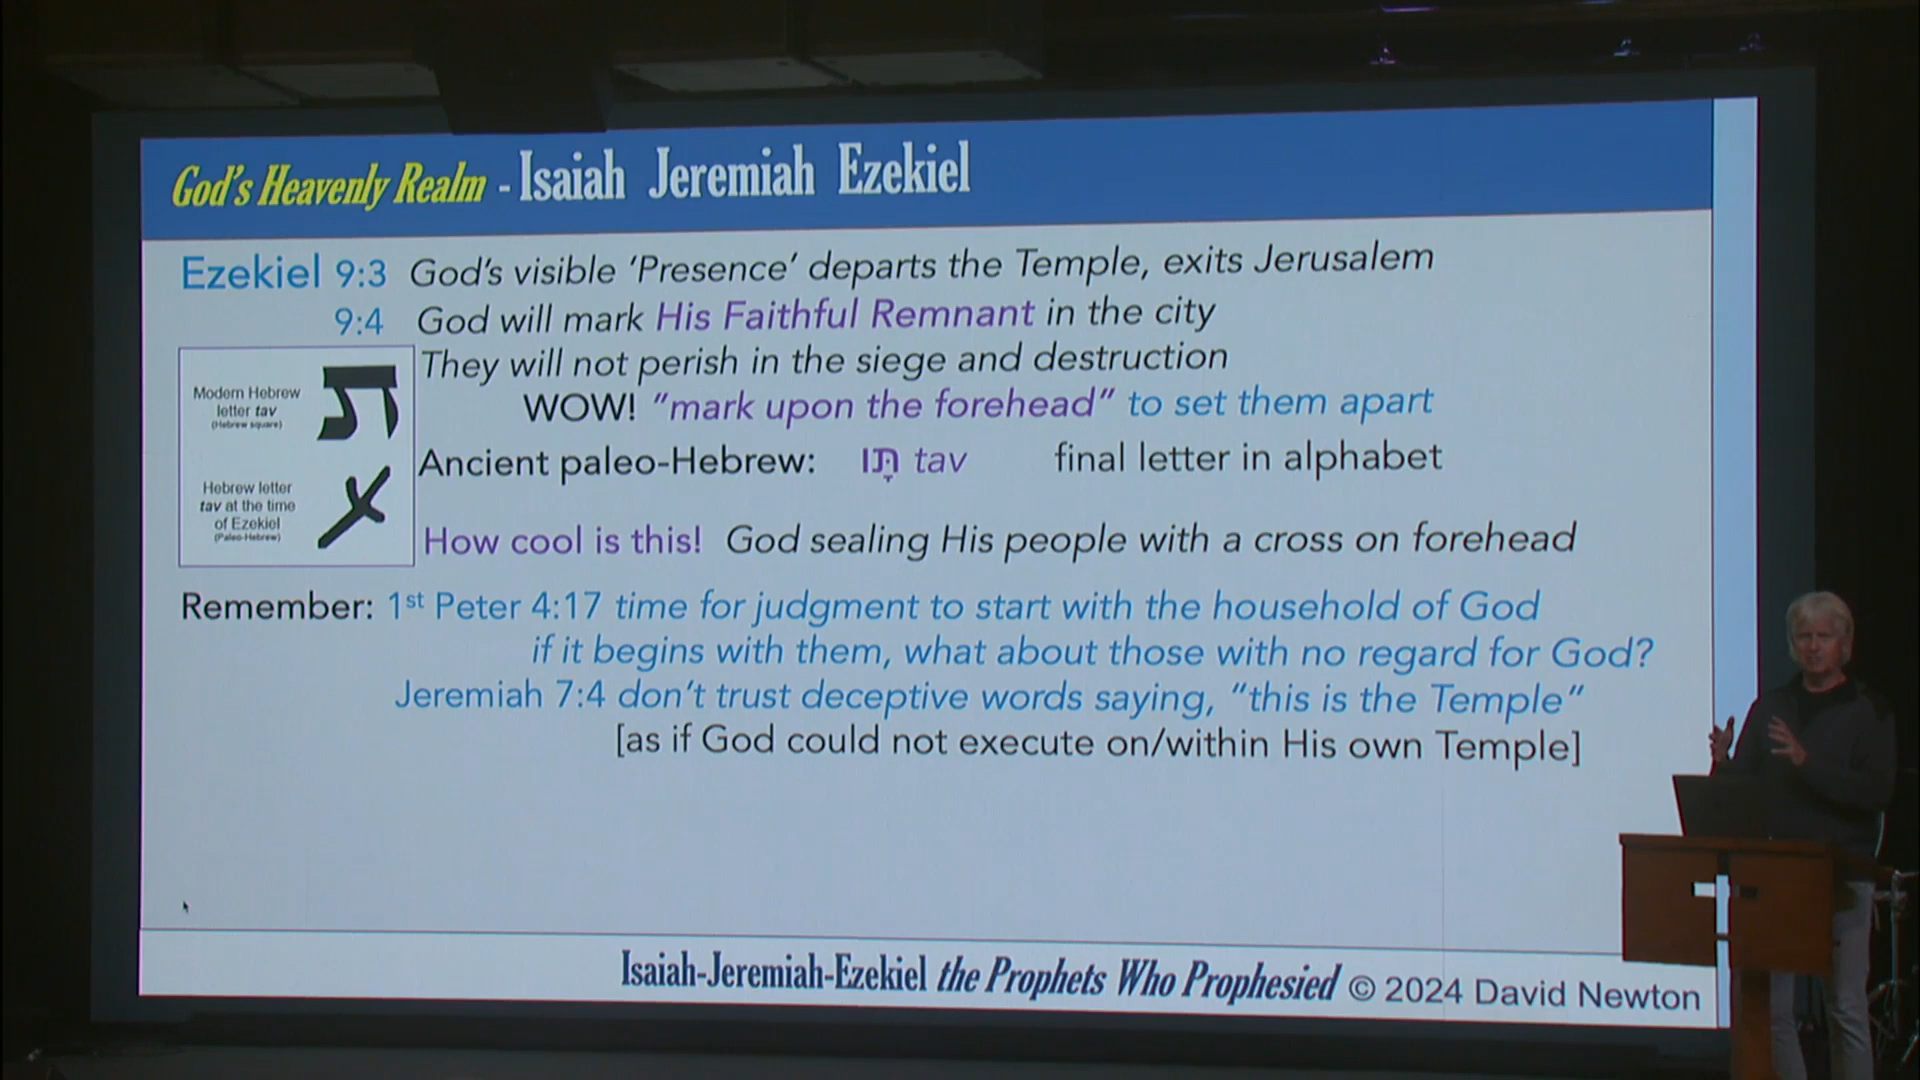 God's Heavenly Realm - Isaiah Jeremiah Ezekiel
Ezekiel 9:3 God's visible 'Presence' departs the Temple, exits Jerusalem
9:4 God will mark His Faithful Remnant in the city
They will not perish in the siege and destruction
WOW! "mark upon the forehead" to set them apart
Modern Hebrew
letter tav
(Hebrew square)
ת
Ancient paleo-Hebrew: תָּו tav final letter in alphabet
Hebrew letter
tav at the time
of Ezekiel
(Paleo-Hebrew)
How cool is this! God sealing His people with a cross on forehead
Remember: 1st Peter 4:17 time for judgment to start with the household of God
if it begins with them, what about those with no regard for God?
Jeremiah 7:4 don't trust deceptive words saying, "this is the Temple"
[as if God could not execute on/within His own Temple]
Isaiah-Jeremiah-Ezekiel the Prophets Who Prophesied © 2024 David Newton